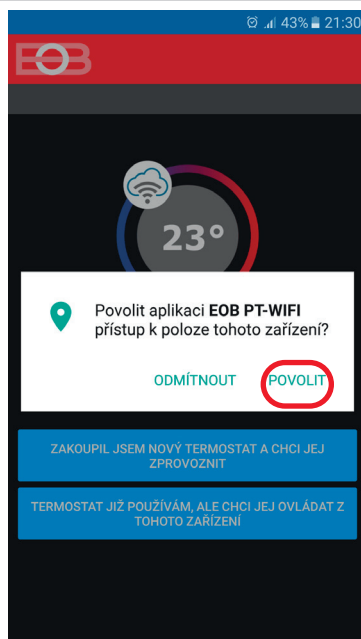 43% 21:30
EOB
23°
Povolit aplikaci EOB PT-WIFI
přístup k poloze tohoto zařízení?
ODMÍTNOUT POVOLIT
ZAKOUPIL JSEM NOVÝ TERMOSTAT A CHCI JEJ
ZPROVOZNIT
TERMOSTAT JIŽ POUŽÍVÁM, ALE CHCI JEJ OVLÁDAT Z
TOHOTO ZAŘÍZENÍ